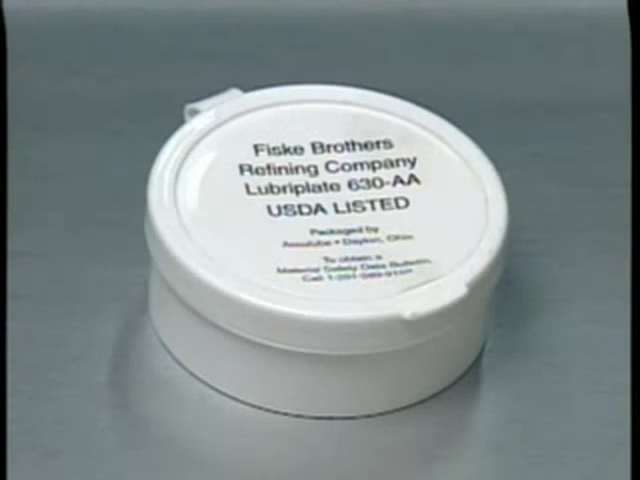 Fiske Brothers
Refining Company
Lubriplate 630-AA
USDA LISTED
Packaged by
Dayton, Ohio
To obtain a
Material Safety Data Bulletin,
Call